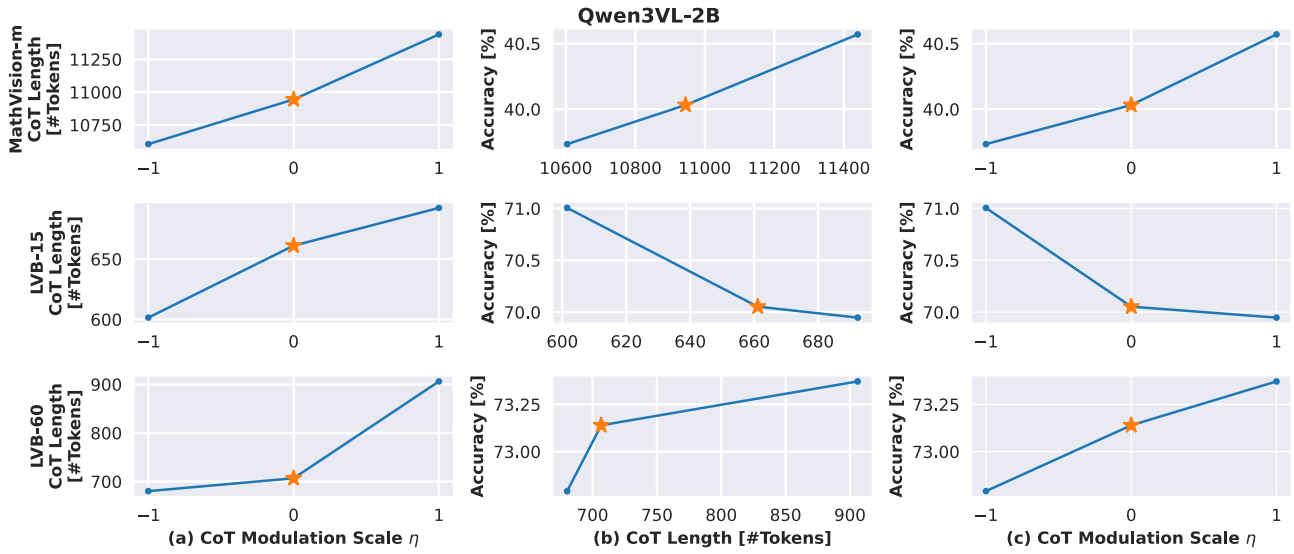 Qwen3VL-2B
MathVision-m
CoT Length
[#Tokens]
11250
11000
10750
−1 0 1
Accuracy [%]
40.5
40.0
10600 10800 11000 11200 11400
Accuracy [%]
40.5
40.0
−1 0 1
LVB-15
CoT Length
[#Tokens]
650
600
−1 0 1
Accuracy [%]
71.0
70.5
70.0
600 620 640 660 680
Accuracy [%]
71.0
70.5
70.0
−1 0 1
LVB-60
CoT Length
[#Tokens]
900
800
700
−1 0 1
(a) CoT Modulation Scale η
Accuracy [%]
73.25
73.00
700 750 800 850 900
(b) CoT Length [#Tokens]
Accuracy [%]
73.25
73.00
−1 0 1
(c) CoT Modulation Scale η